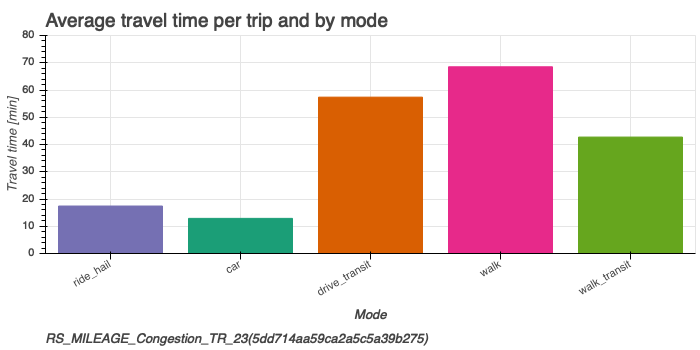 Average travel time per trip and by mode
80
70
60
50
40
30
20
10
0
Travel time [min]
ride_hail
car
drive_transit
walk
walk_transit
Mode
RS_MILEAGE_Congestion_TR_23(5dd714aa59ca2a5c5a39b275)